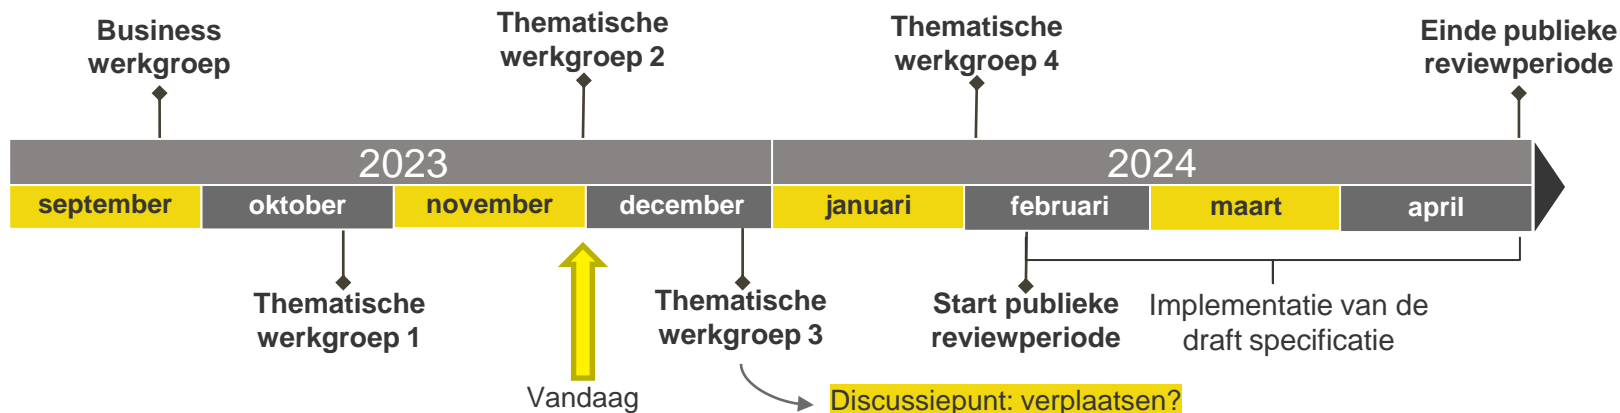 Business
werkgroep
Thematische
werkgroep 2
Thematische
werkgroep 4
Einde publieke
reviewperiode
2023
2024
september
oktober
november
december
januari
februari
maart
april
Thematische
werkgroep 1
Vandaag
Thematische
werkgroep 3
Start publieke
reviewperiode
Implementatie van de
draft specificatie
Discussiepunt: verplaatsen?